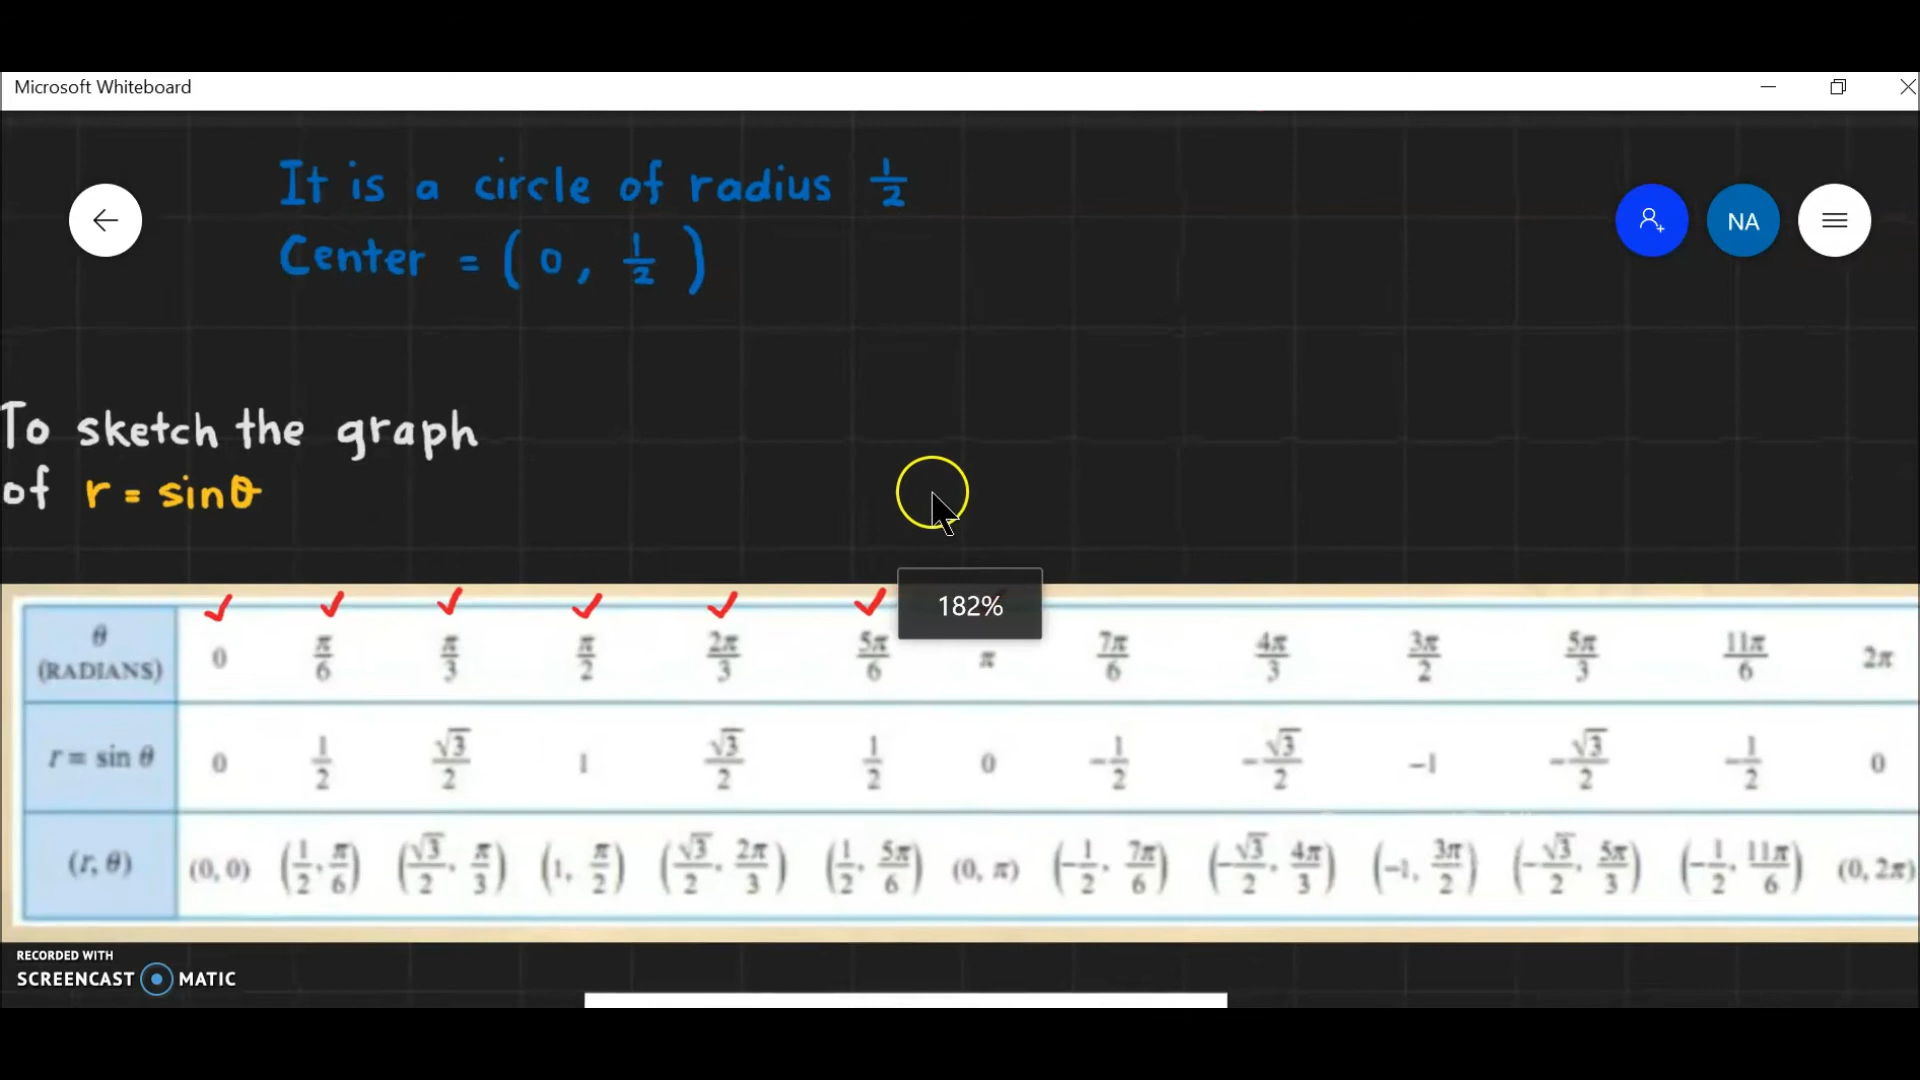 Microsoft Whiteboard
It is a circle of radius 1/2
Center = ( 0 , 1/2 )
NA
To sketch the graph
of r = sinθ
182%
θ (RADIANS) 0 π/6 π/3 π/2 2π/3 5π/6 π 7π/6 4π/3 3π/2 5π/3 11π/6 2π
r = sin θ 0 1/2 √3/2 1 √3/2 1/2 0 -1/2 -√3/2 -1 -√3/2 -1/2 0
(r, θ) (0, 0) (1/2, π/6) (√3/2, π/3) (1, π/2) (√3/2, 2π/3) (1/2, 5π/6) (0, π) (-1/2, 7π/6) (-√3/2, 4π/3) (-1, 3π/2) (-√3/2, 5π/3) (-1/2, 11π/6) (0, 2π)
RECORDED WITH
SCREENCAST MATIC